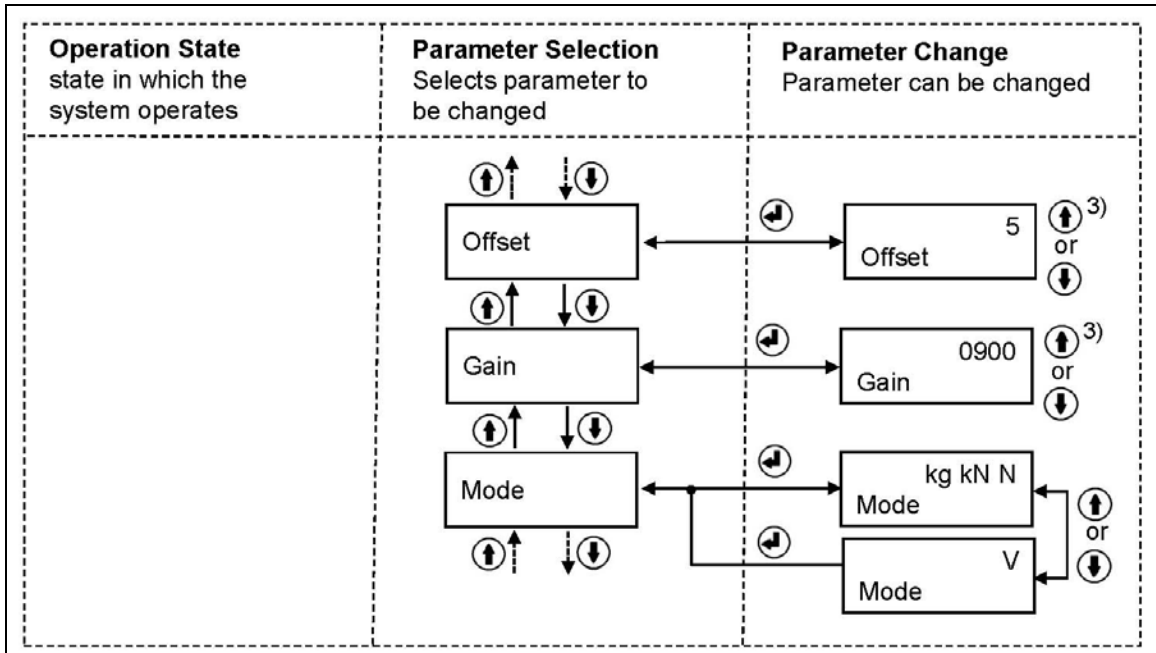 Operation State
state in which the
system operates
Parameter Selection
Selects parameter to
be changed
Parameter Change
Parameter can be changed
Offset
5
Offset
3)
or
Gain
0900
Gain
3)
or
Mode
kg kN N
Mode
V
Mode
or